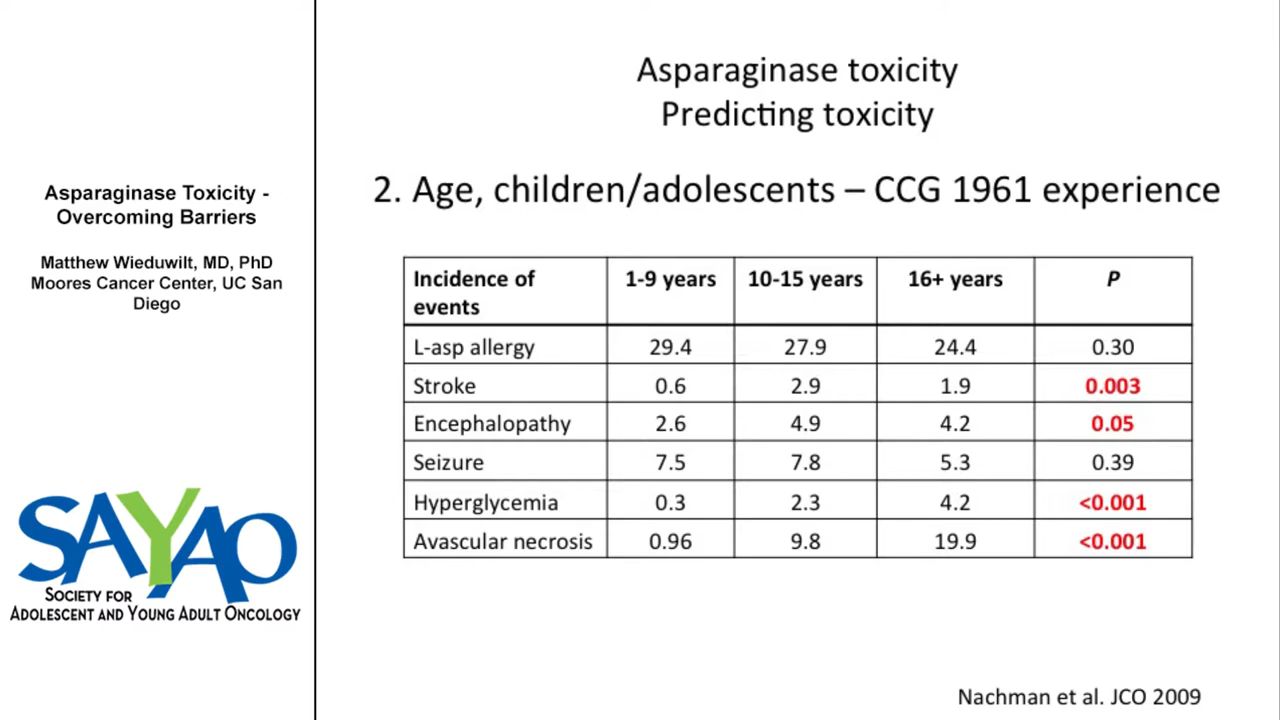 Asparaginase Toxicity -
Overcoming Barriers
Matthew Wieduwilt, MD, PhD
Moores Cancer Center, UC San
Diego
SAYAO
SOCIETY FOR
ADOLESCENT AND YOUNG ADULT ONCOLOGY
Asparaginase toxicity
Predicting toxicity
2. Age, children/adolescents – CCG 1961 experience
Incidence of events 1-9 years 10-15 years 16+ years P
L-asp allergy 29.4 27.9 24.4 0.30
Stroke 0.6 2.9 1.9 0.003
Encephalopathy 2.6 4.9 4.2 0.05
Seizure 7.5 7.8 5.3 0.39
Hyperglycemia 0.3 2.3 4.2 <0.001
Avascular necrosis 0.96 9.8 19.9 <0.001
Nachman et al. JCO 2009